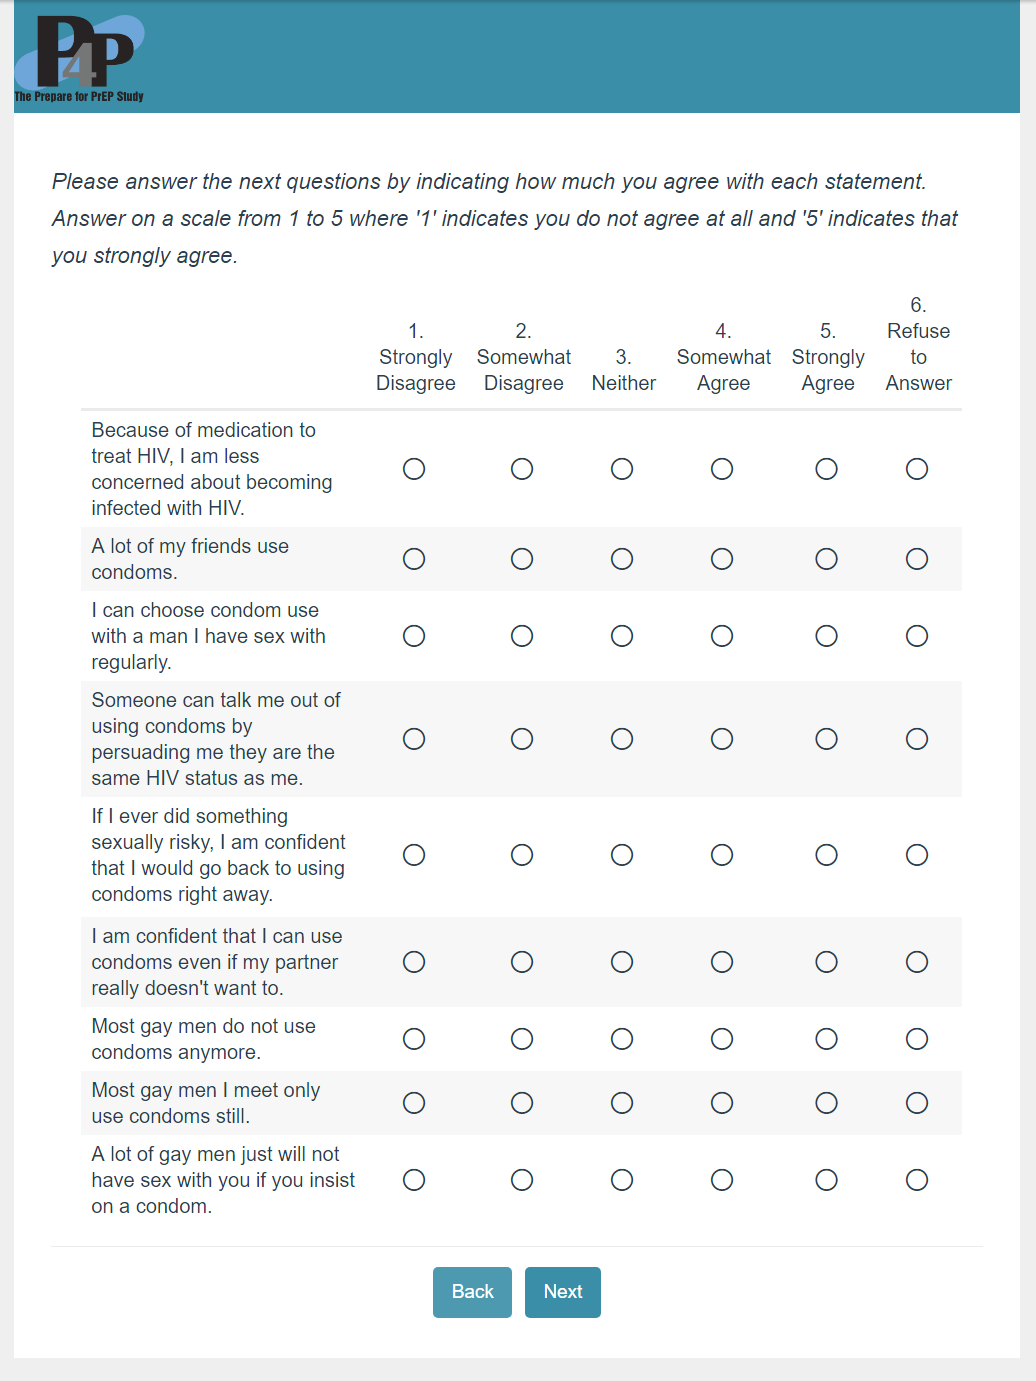 P4P
The Prepare for PrEP Study
Please answer the next questions by indicating how much you agree with each statement.
Answer on a scale from 1 to 5 where '1' indicates you do not agree at all and '5' indicates that
you strongly agree.
1.
Strongly
Disagree
2.
Somewhat
Disagree
3.
Neither
4.
Somewhat
Agree
5.
Strongly
Agree
6.
Refuse
to
Answer
Because of medication to
treat HIV, I am less
concerned about becoming
infected with HIV.
A lot of my friends use
condoms.
I can choose condom use
with a man I have sex with
regularly.
Someone can talk me out of
using condoms by
persuading me they are the
same HIV status as me.
If I ever did something
sexually risky, I am confident
that I would go back to using
condoms right away.
I am confident that I can use
condoms even if my partner
really doesn't want to.
Most gay men do not use
condoms anymore.
Most gay men I meet only
use condoms still.
A lot of gay men just will not
have sex with you if you insist
on a condom.
Back
Next